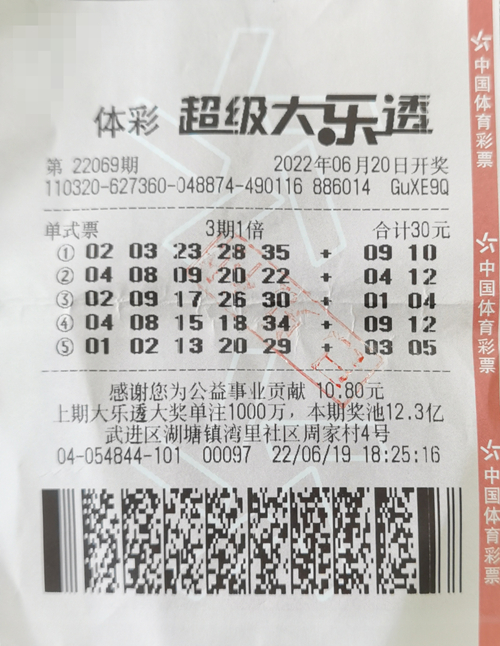 体彩 超级大乐透
第 22069期 2022年06月20日开奖
110320-627360-048874-490116 886014 GuXE9Q
单式票 3期1倍 合计30元
① 02 03 23 28 35 + 09 10
② 04 08 09 20 22 + 04 12
③ 02 09 17 26 30 + 01 04
④ 04 08 15 18 34 + 09 12
⑤ 01 02 13 20 29 + 03 05
感谢您为公益事业贡献 10.80元
上期大乐透大奖单注1000万，本期奖池12.3亿
武进区湖塘镇湾里社区周家村4号
04-054844-101 00097 22/06/19 18:25:16
中国体育彩票
中国体育彩票
中国体育彩票